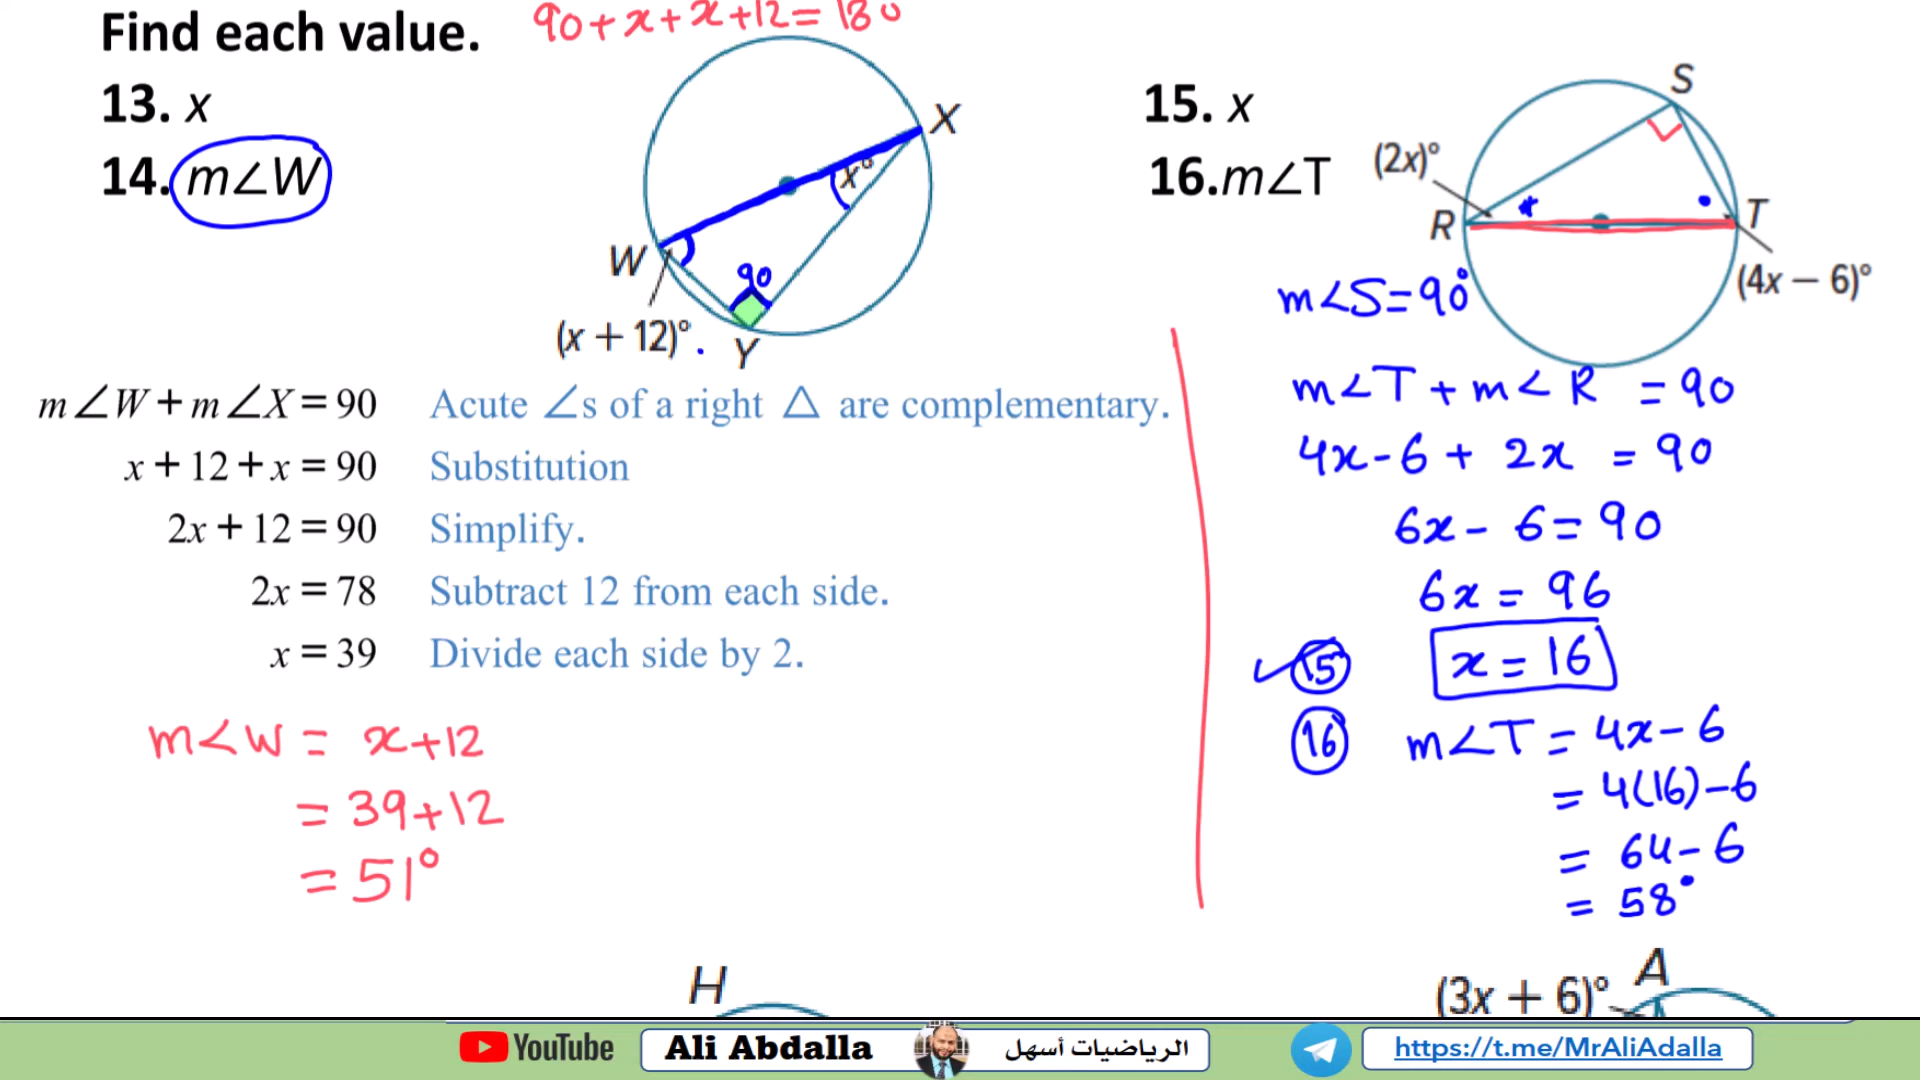 Find each value.
90 + x + x + 12 = 180
13. x
14. m∠W
X
x°
W
90
(x + 12)°.
Y
m∠W + m∠X = 90 Acute ∠s of a right △ are complementary.
x + 12 + x = 90 Substitution
2x + 12 = 90 Simplify.
2x = 78 Subtract 12 from each side.
x = 39 Divide each side by 2.
m∠W = x+12
= 39+12
= 51°
15. x
16.m∠T
S
(2x)°
R
T
(4x – 6)°
m∠S=90°
m∠T + m∠R = 90
4x-6 + 2x = 90
6x - 6 = 90
6x = 96
15 x = 16
16 m∠T = 4x-6
= 4(16)-6
= 64-6
= 58°
H
(3x + 6)° A
YouTube Ali Abdalla الرياضيات أسهل https://t.me/MrAliAdalla